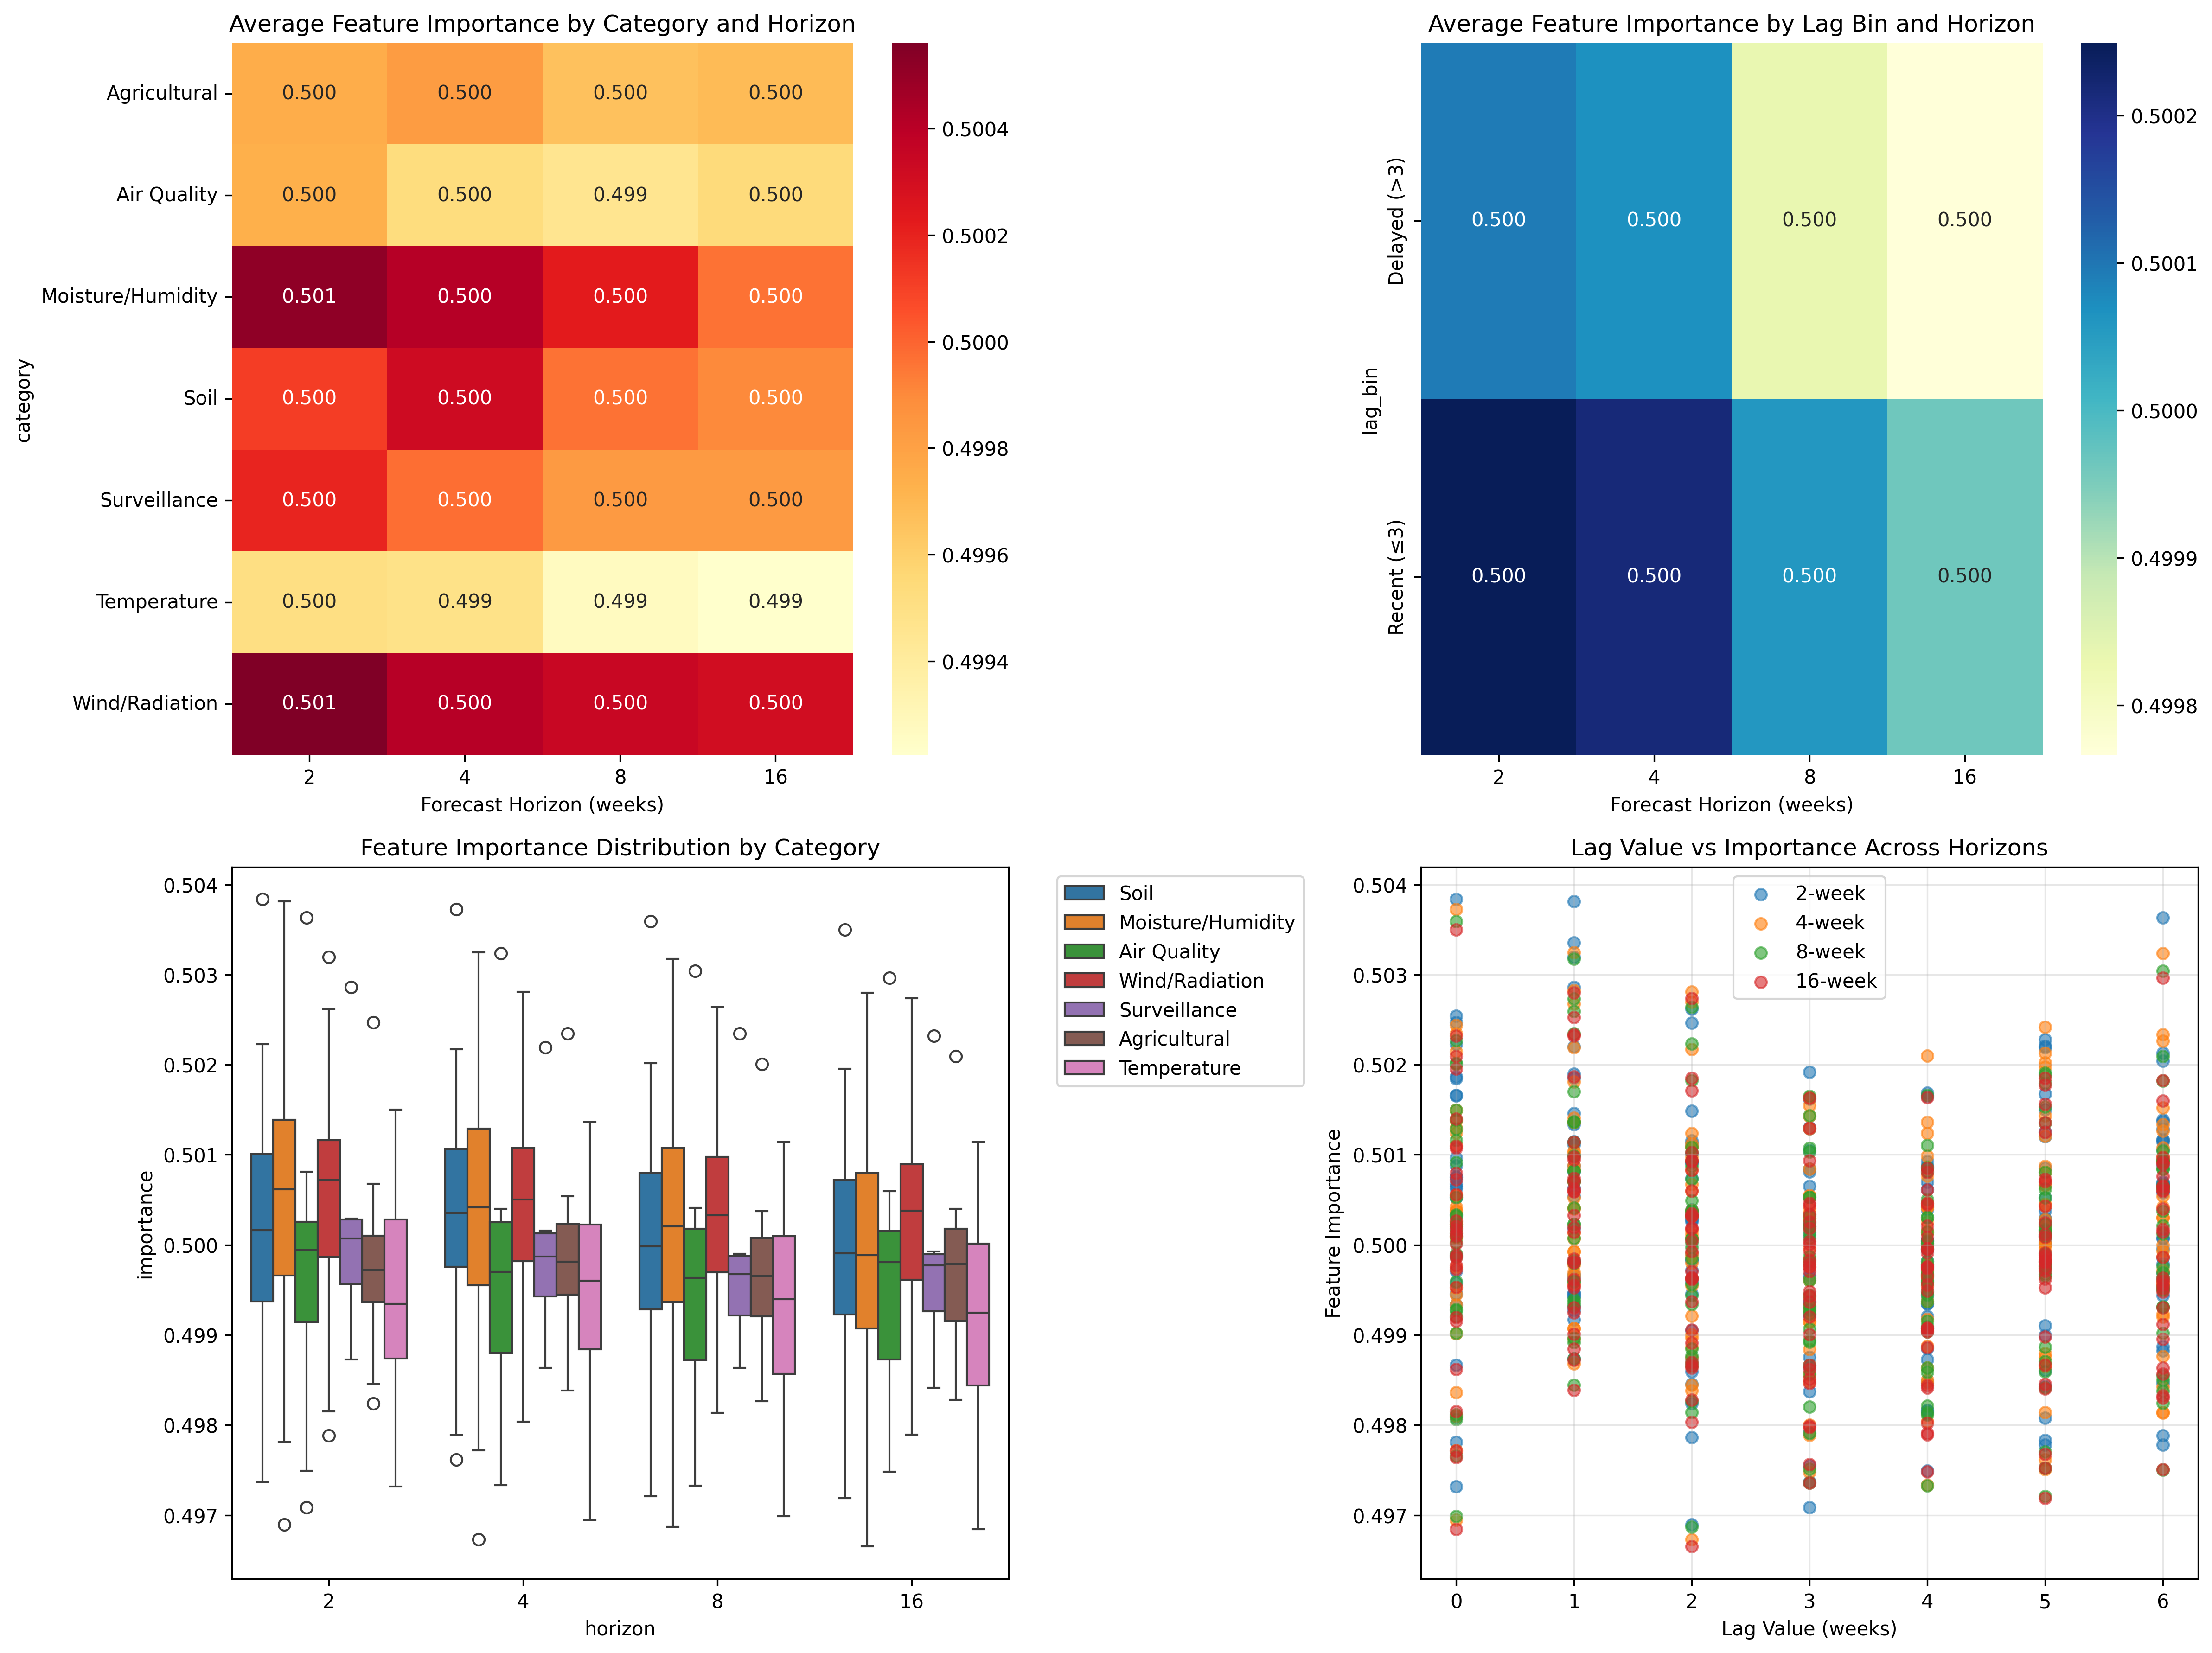 Average Feature Importance by Category and Horizon
category
Agricultural 0.500 0.500 0.500 0.500
Air Quality 0.500 0.500 0.499 0.500
Moisture/Humidity 0.501 0.500 0.500 0.500
Soil 0.500 0.500 0.500 0.500
Surveillance 0.500 0.500 0.500 0.500
Temperature 0.500 0.499 0.499 0.499
Wind/Radiation 0.501 0.500 0.500 0.500
2 4 8 16
Forecast Horizon (weeks)
0.5004
0.5002
0.5000
0.4998
0.4996
0.4994
Average Feature Importance by Lag Bin and Horizon
lag_bin
Delayed (>3) 0.500 0.500 0.500 0.500
Recent (≤3) 0.500 0.500 0.500 0.500
2 4 8 16
Forecast Horizon (weeks)
0.5002
0.5001
0.5000
0.4999
0.4998
Feature Importance Distribution by Category
importance
0.504
0.503
0.502
0.501
0.500
0.499
0.498
0.497
2 4 8 16
horizon
Soil
Moisture/Humidity
Air Quality
Wind/Radiation
Surveillance
Agricultural
Temperature
Lag Value vs Importance Across Horizons
Feature Importance
0.504
0.503
0.502
0.501
0.500
0.499
0.498
0.497
2-week
4-week
8-week
16-week
0 1 2 3 4 5 6
Lag Value (weeks)